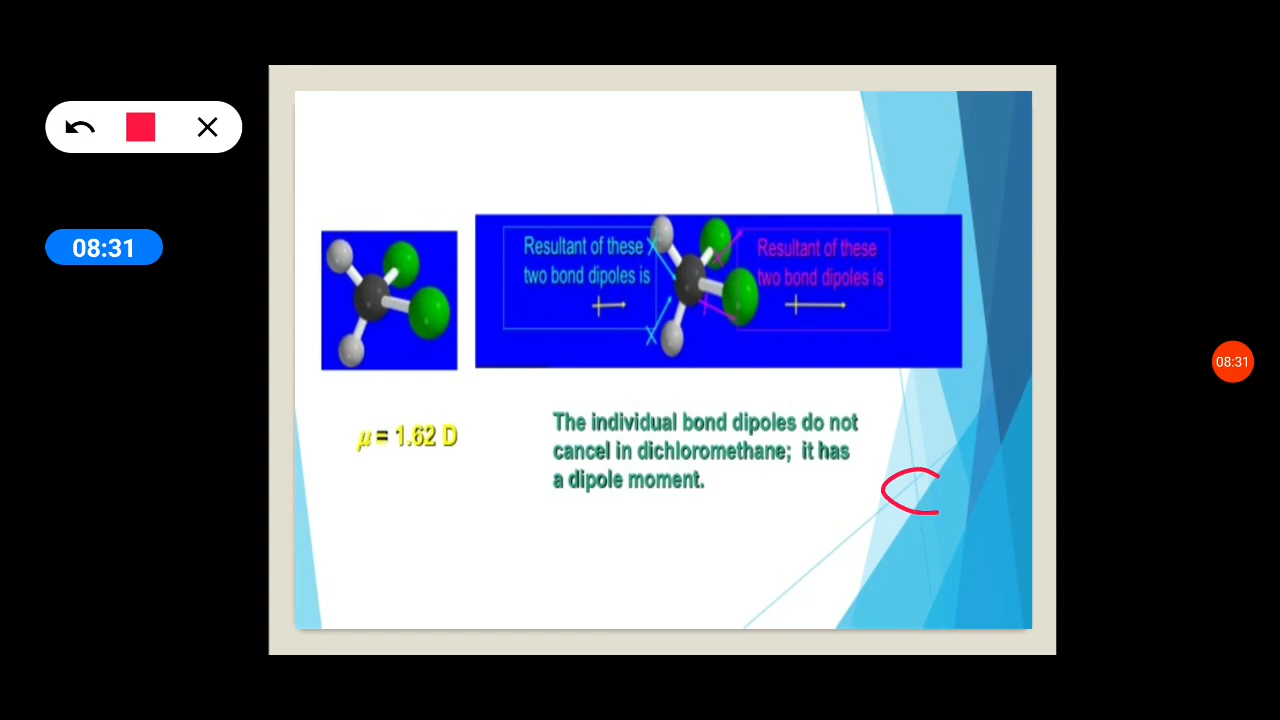 08:31
Resultant of these
two bond dipoles is
Resultant of these
two bond dipoles is
08:31
μ = 1.62 D
The individual bond dipoles do not
cancel in dichloromethane; it has
a dipole moment.
C